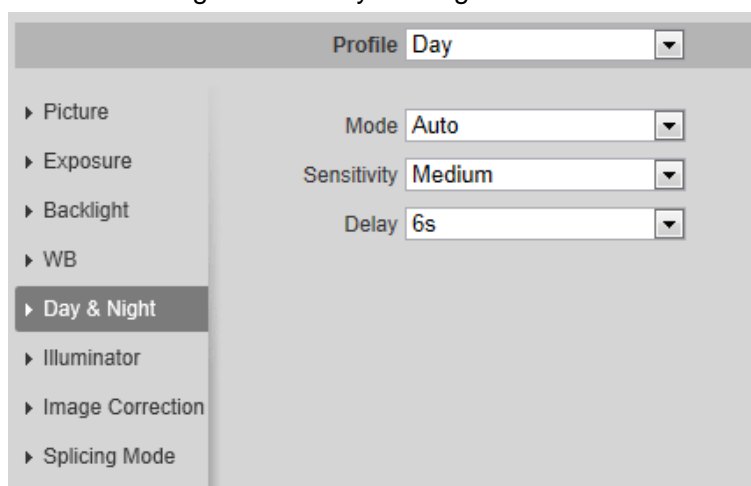 Profile Day
Picture
Mode Auto
Exposure
Sensitivity Medium
Backlight
Delay 6s
WB
Day & Night
Illuminator
Image Correction
Splicing Mode